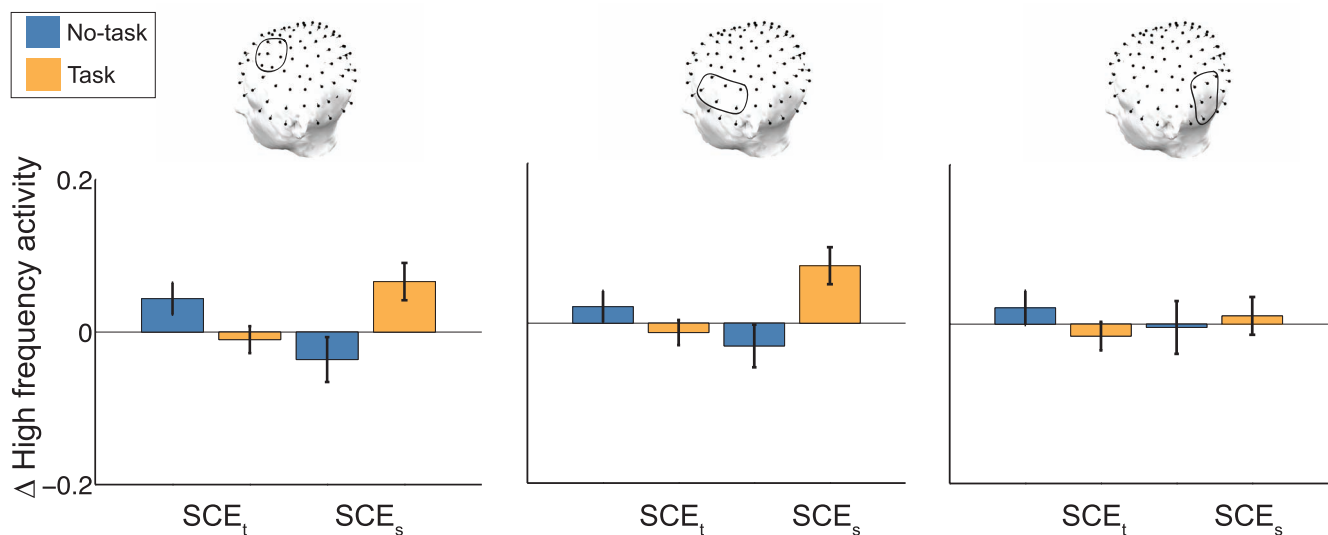 No-task
Task
Δ High frequency activity
0.2
0
−0.2
SCEt SCEs
SCEt SCEs
SCEt SCEs